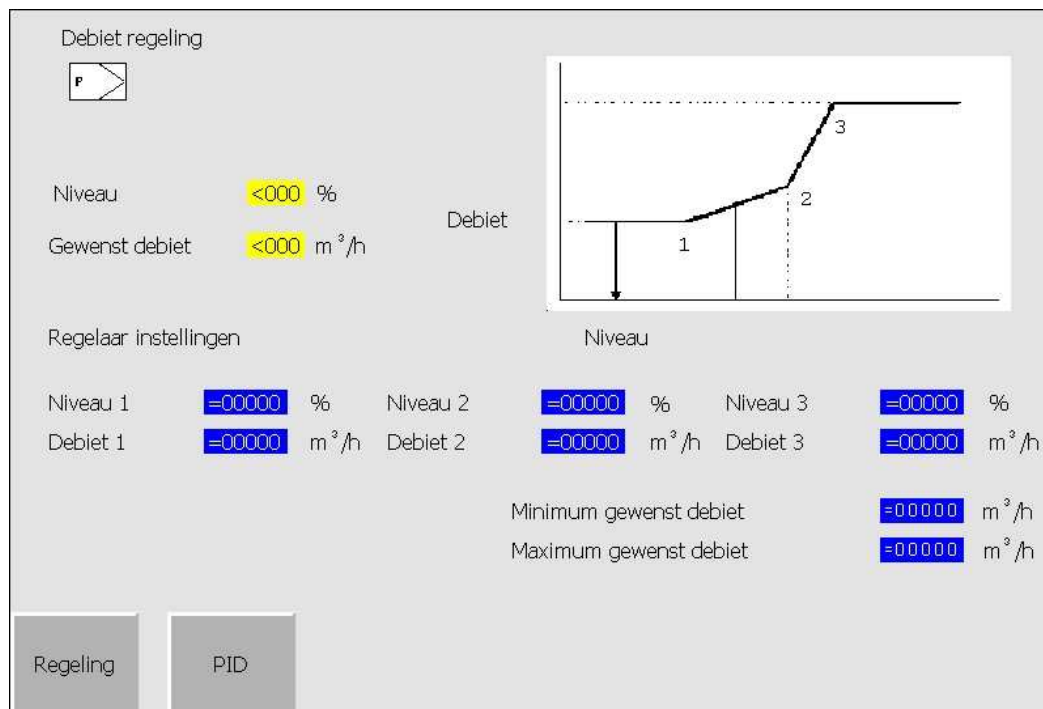 Debiet regeling
P
Niveau <000 %
Gewenst debiet <000 m³/h
Debiet
3
2
1
Regelaar instellingen
Niveau
Niveau 1 =00000 % Niveau 2 =00000 % Niveau 3 =00000 %
Debiet 1 =00000 m³/h Debiet 2 =00000 m³/h Debiet 3 =00000 m³/h
Minimum gewenst debiet =00000 m³/h
Maximum gewenst debiet =00000 m³/h
Regeling PID